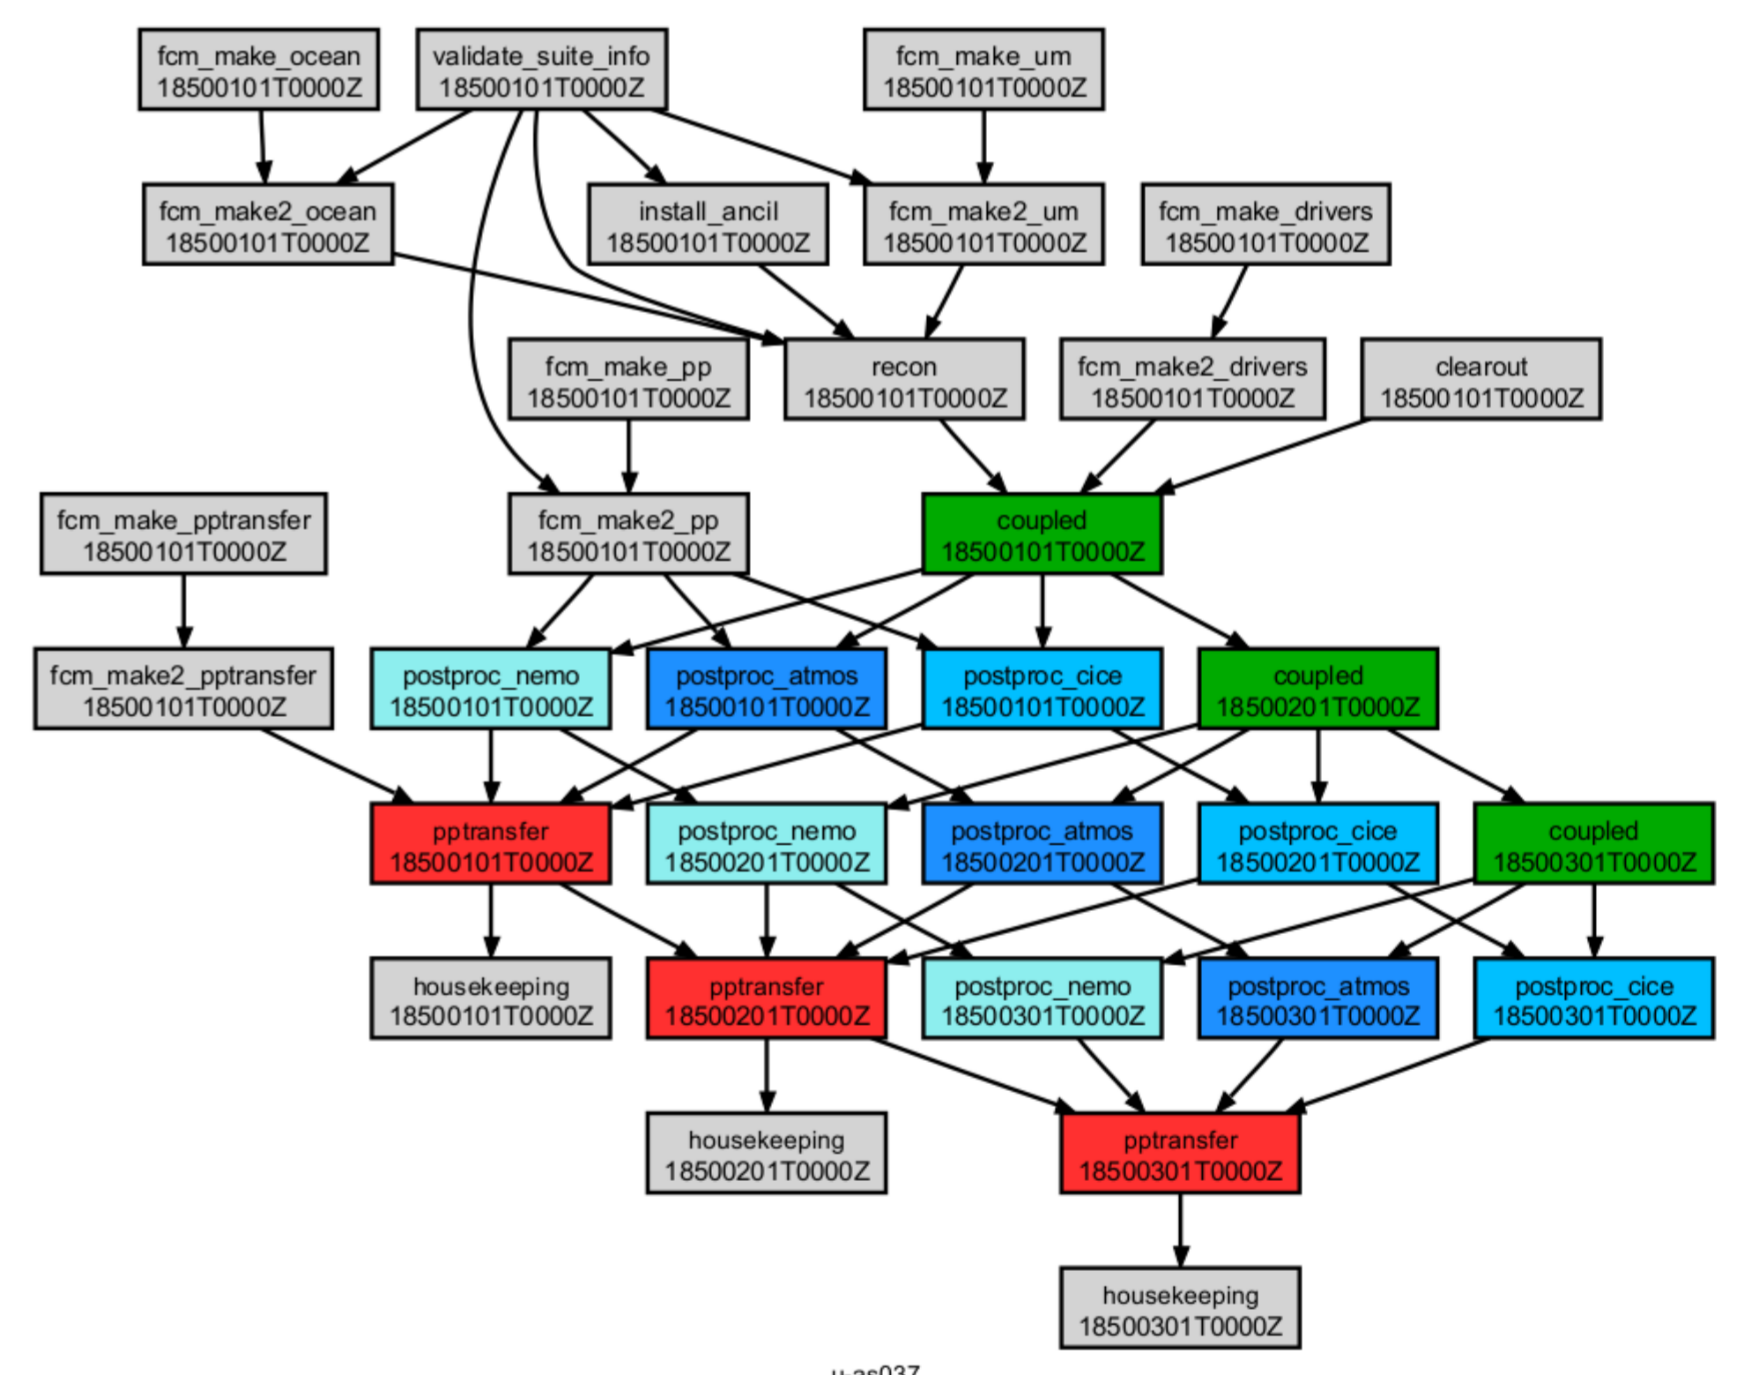 fcm_make_ocean
18500101T0000Z
validate_suite_info
18500101T0000Z
fcm_make_um
18500101T0000Z
fcm_make2_ocean
18500101T0000Z
install_ancil
18500101T0000Z
fcm_make2_um
18500101T0000Z
fcm_make_drivers
18500101T0000Z
fcm_make_pp
18500101T0000Z
recon
18500101T0000Z
fcm_make2_drivers
18500101T0000Z
clearout
18500101T0000Z
fcm_make_pptransfer
18500101T0000Z
fcm_make2_pp
18500101T0000Z
coupled
18500101T0000Z
fcm_make2_pptransfer
18500101T0000Z
postproc_nemo
18500101T0000Z
postproc_atmos
18500101T0000Z
postproc_cice
18500101T0000Z
coupled
18500201T0000Z
pptransfer
18500101T0000Z
postproc_nemo
18500201T0000Z
postproc_atmos
18500201T0000Z
postproc_cice
18500201T0000Z
coupled
18500301T0000Z
housekeeping
18500101T0000Z
pptransfer
18500201T0000Z
postproc_nemo
18500301T0000Z
postproc_atmos
18500301T0000Z
postproc_cice
18500301T0000Z
housekeeping
18500201T0000Z
pptransfer
18500301T0000Z
housekeeping
18500301T0000Z